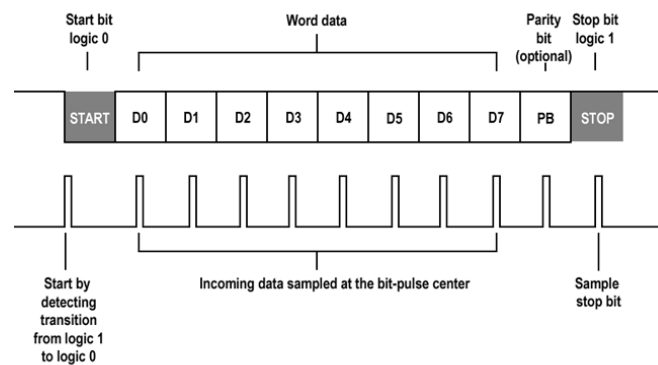 Start bit
logic 0
Word data
Parity
bit
(optional)
Stop bit
logic 1
START D0 D1 D2 D3 D4 D5 D6 D7 PB STOP
Start by
detecting
transition
from logic 1
to logic 0
Incoming data sampled at the bit-pulse center
Sample
stop bit